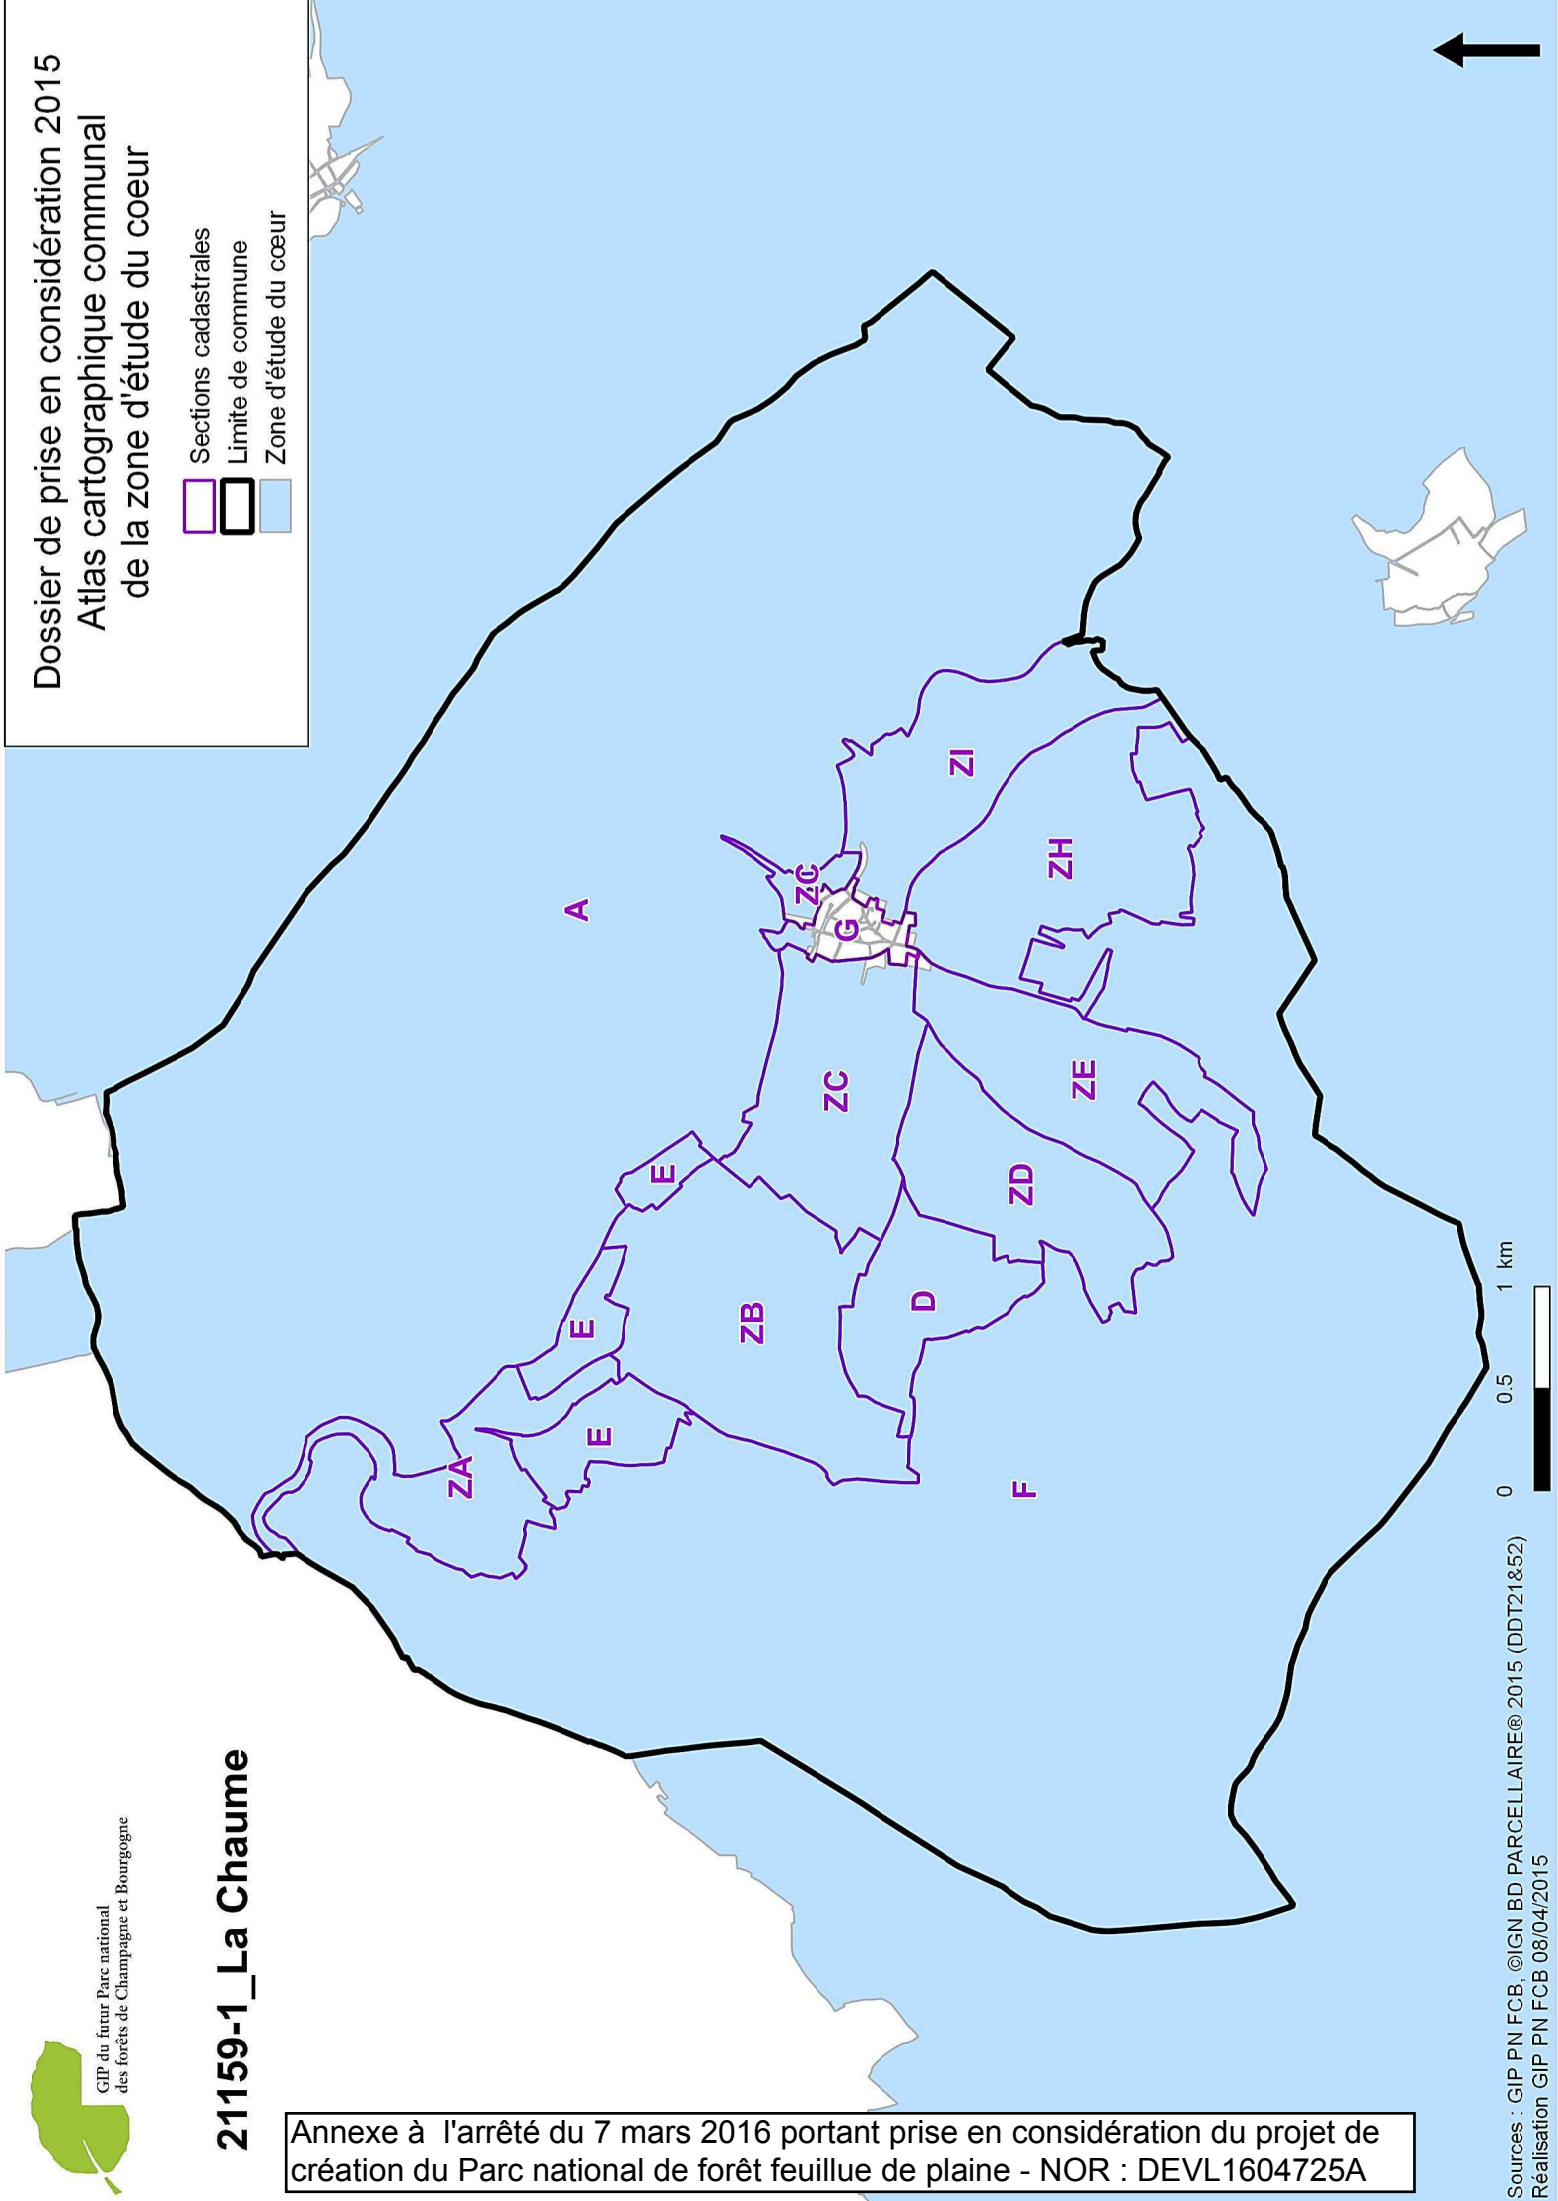 GIP du futur Parc national
des forêts de Champagne et Bourgogne
21159-1_La Chaume
Dossier de prise en considération 2015
Atlas cartographique communal
de la zone d'étude du coeur
Sections cadastrales
Limite de commune
Zone d'étude du cœur
A
ZA
E
E
E
ZB
ZC
ZC
G
ZI
D
F
ZD
ZE
ZH
0 0.5 1 km
Sources : GIP PN FCB, ©IGN BD PARCELLAIRE® 2015 (DDT21&52)
Réalisation GIP PN FCB 08/04/2015
Annexe à l'arrêté du 7 mars 2016 portant prise en considération du projet de
création du Parc national de forêt feuillue de plaine - NOR : DEVL1604725A